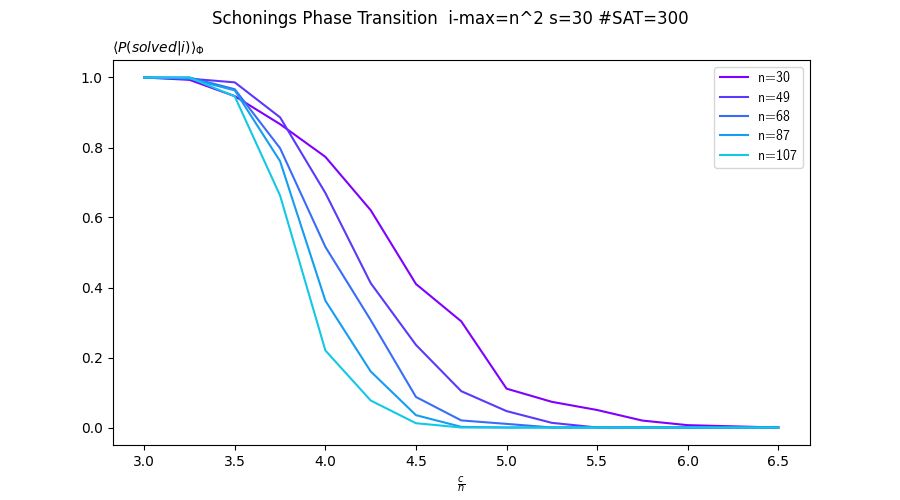 Schonings Phase Transition  i-max=n^2 s=30 #SAT=300
⟨P(solved|i)⟩Φ
n=30
n=49
n=68
n=87
n=107
1.0
0.8
0.6
0.4
0.2
0.0
3.0 3.5 4.0 4.5 5.0 5.5 6.0 6.5
c
n